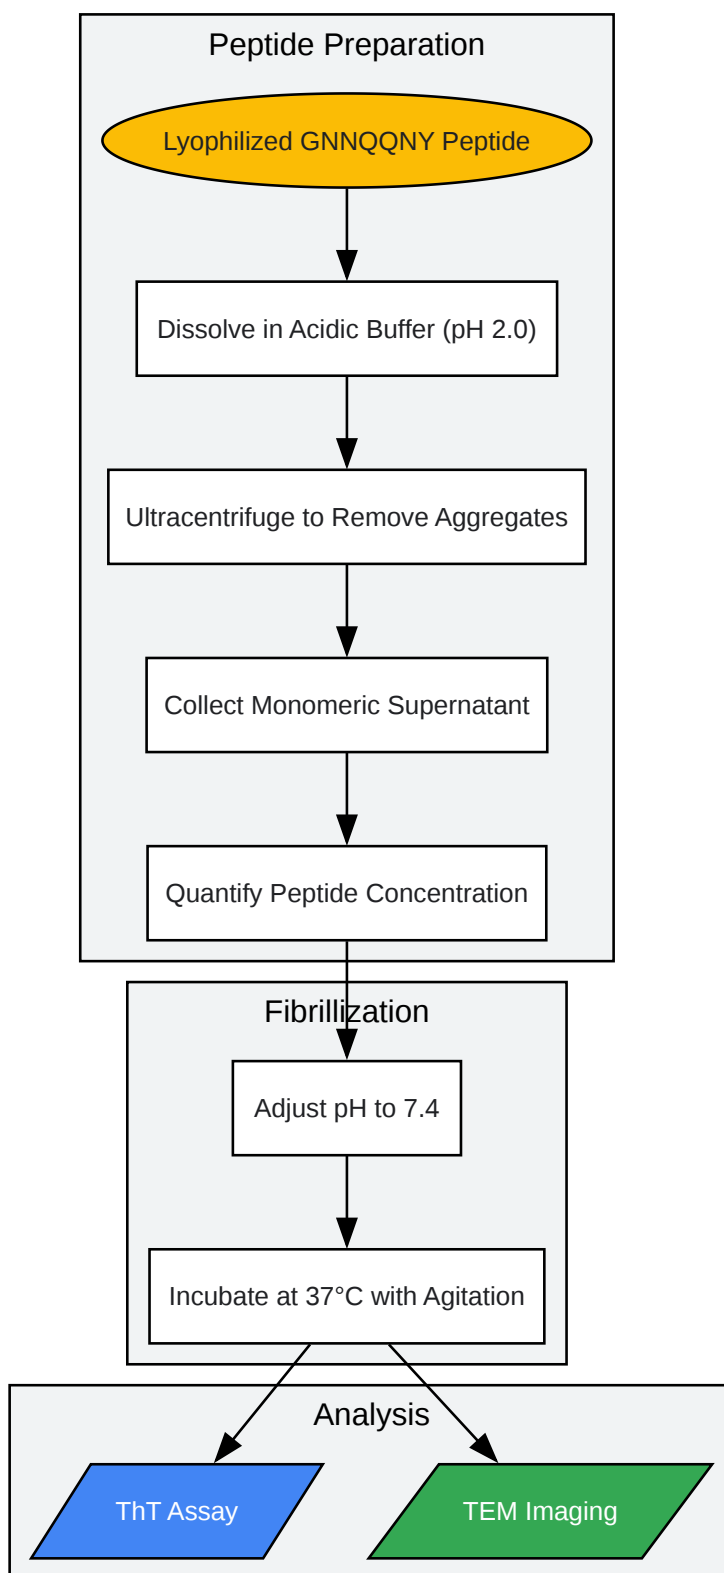 Peptide Preparation
Lyophilized GNNQQNY Peptide
Dissolve in Acidic Buffer (pH 2.0)
Ultracentrifuge to Remove Aggregates
Collect Monomeric Supernatant
Quantify Peptide Concentration
Fibrillization
Adjust pH to 7.4
Incubate at 37°C with Agitation
Analysis
ThT Assay
TEM Imaging